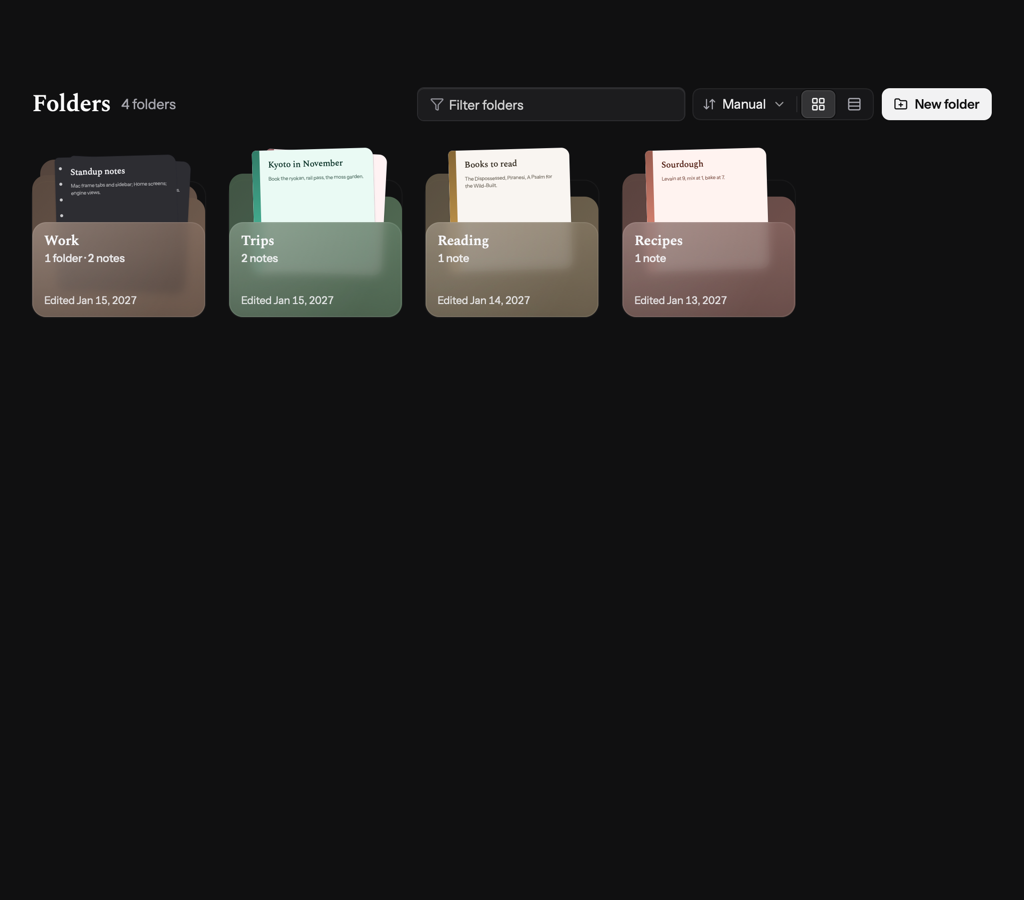 Folders 4 folders
Filter folders
Manual
New folder
Standup notes
Mac theme tabs and sidebar, Home screens, engine views.
Work
1 folder · 2 notes
Edited Jan 15, 2027
Kyoto in November
Book the ryokan, rail pass, the moss garden.
Trips
2 notes
Edited Jan 15, 2027
Books to read
The Dispossessed, Piranesi, A Psalm for
the Wild-Built.
Reading
1 note
Edited Jan 14, 2027
Sourdough
Levain at 9, mix at 1, bake at 7.
Recipes
1 note
Edited Jan 13, 2027